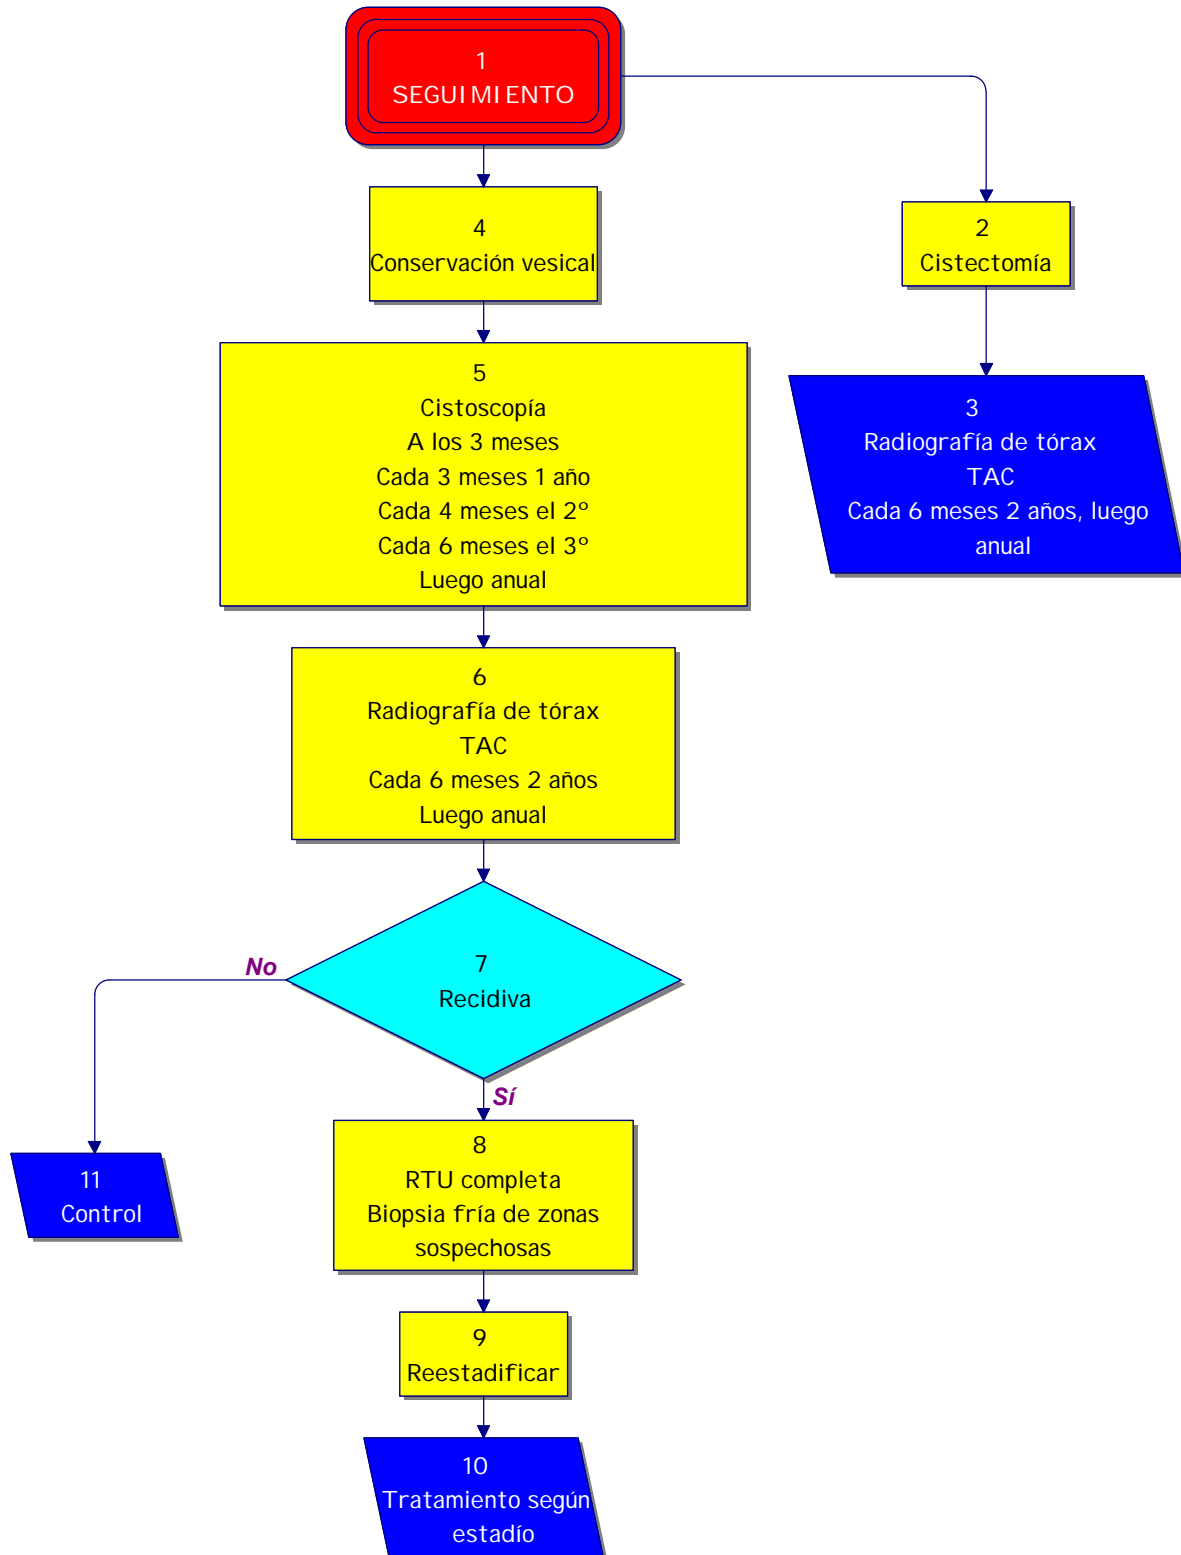 1
SEGUIMIENTO
4
Conservación vesical
2
Cistectomía
5
Cistoscopía
A los 3 meses
Cada 3 meses 1 año
Cada 4 meses el 2º
Cada 6 meses el 3º
Luego anual
3
Radiografía de tórax
TAC
Cada 6 meses 2 años, luego
anual
6
Radiografía de tórax
TAC
Cada 6 meses 2 años
Luego anual
7
Recidiva
No
Sí
11
Control
8
RTU completa
Biopsia fría de zonas
sospechosas
9
Reestadificar
10
Tratamiento según
estadío